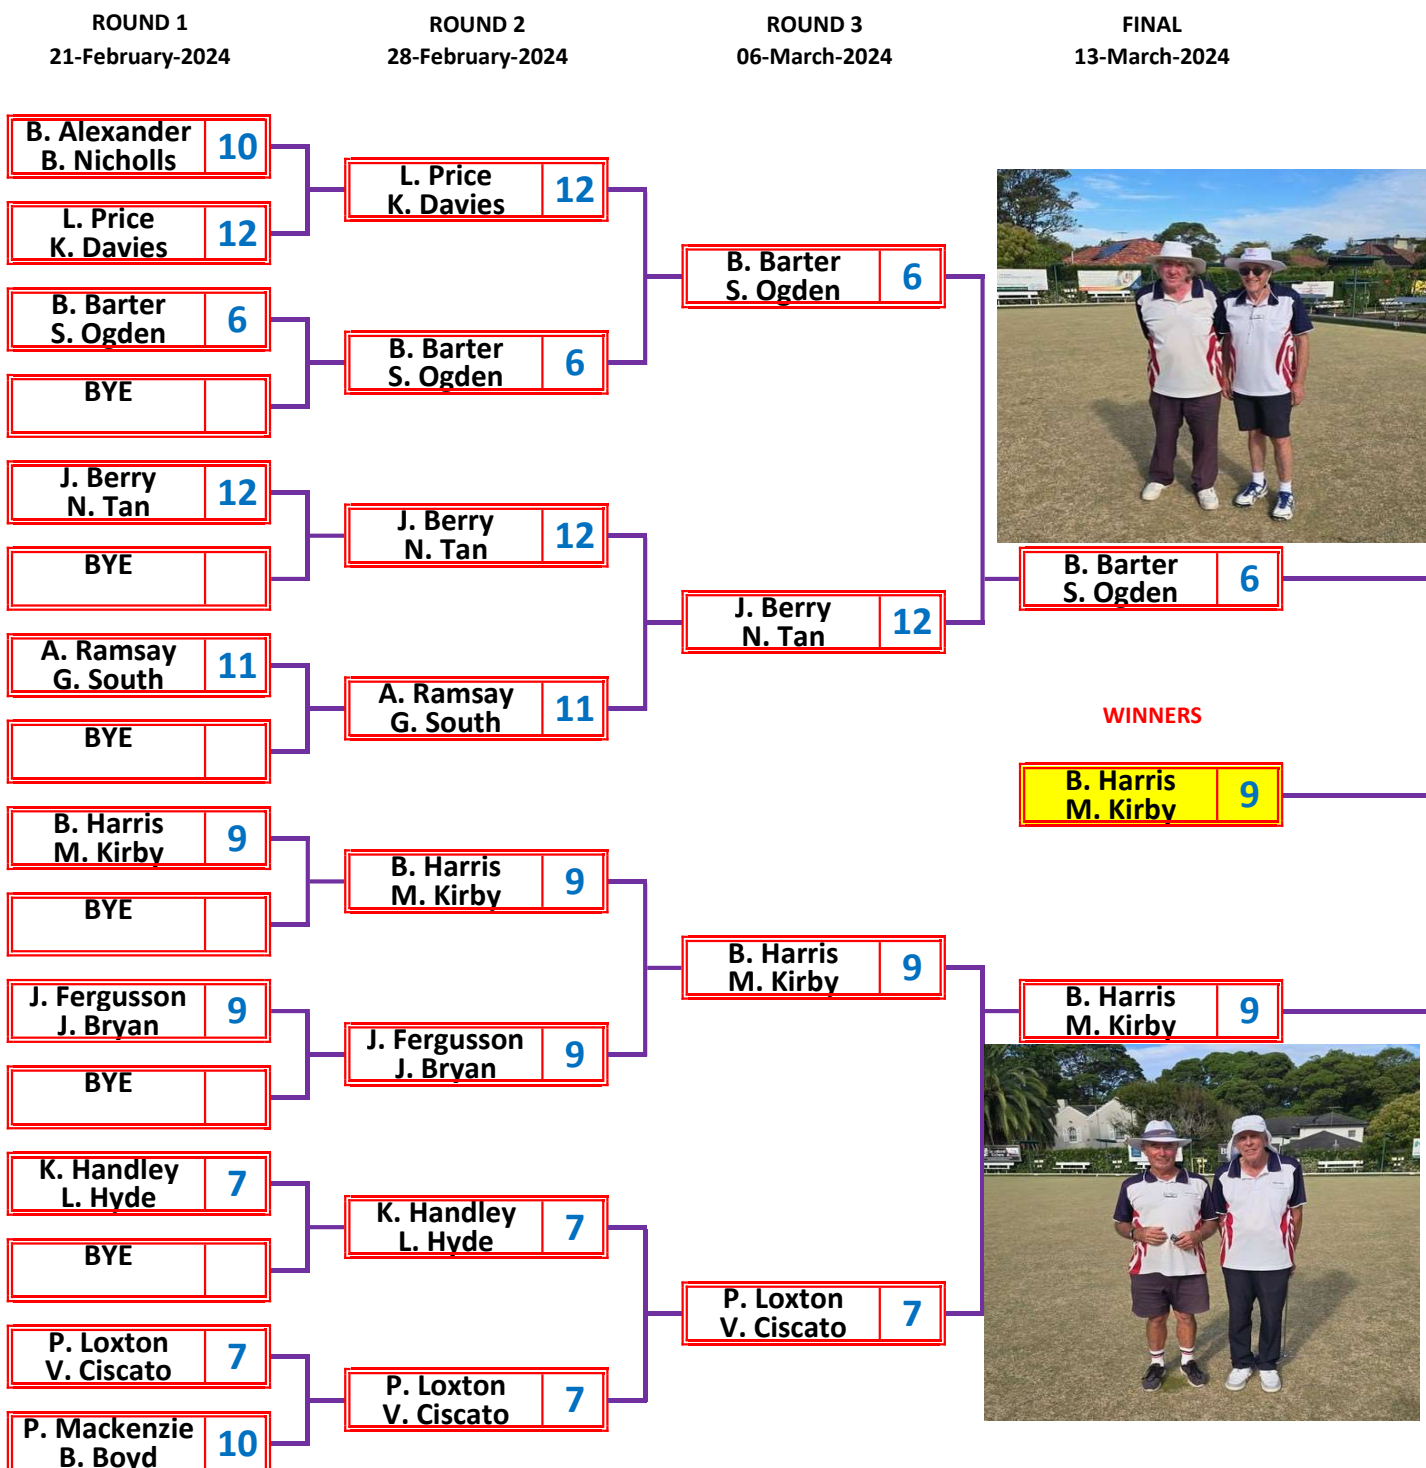 ROUND 1
21-February-2024
ROUND 2
28-February-2024
ROUND 3
06-March-2024
FINAL
13-March-2024
B. Alexander
B. Nicholls
10
L. Price
K. Davies
12
B. Barter
S. Ogden
6
BYE
J. Berry
N. Tan
12
BYE
A. Ramsay
G. South
11
BYE
B. Harris
M. Kirby
9
BYE
J. Fergusson
J. Bryan
9
BYE
K. Handley
L. Hyde
7
BYE
P. Loxton
V. Ciscato
7
P. Mackenzie
B. Boyd
10
L. Price
K. Davies
12
B. Barter
S. Ogden
6
J. Berry
N. Tan
12
A. Ramsay
G. South
11
B. Harris
M. Kirby
9
J. Fergusson
J. Bryan
9
K. Handley
L. Hyde
7
P. Loxton
V. Ciscato
7
B. Barter
S. Ogden
6
J. Berry
N. Tan
12
B. Harris
M. Kirby
9
P. Loxton
V. Ciscato
7
B. Barter
S. Ogden
6
WINNERS
B. Harris
M. Kirby
9
B. Harris
M. Kirby
9